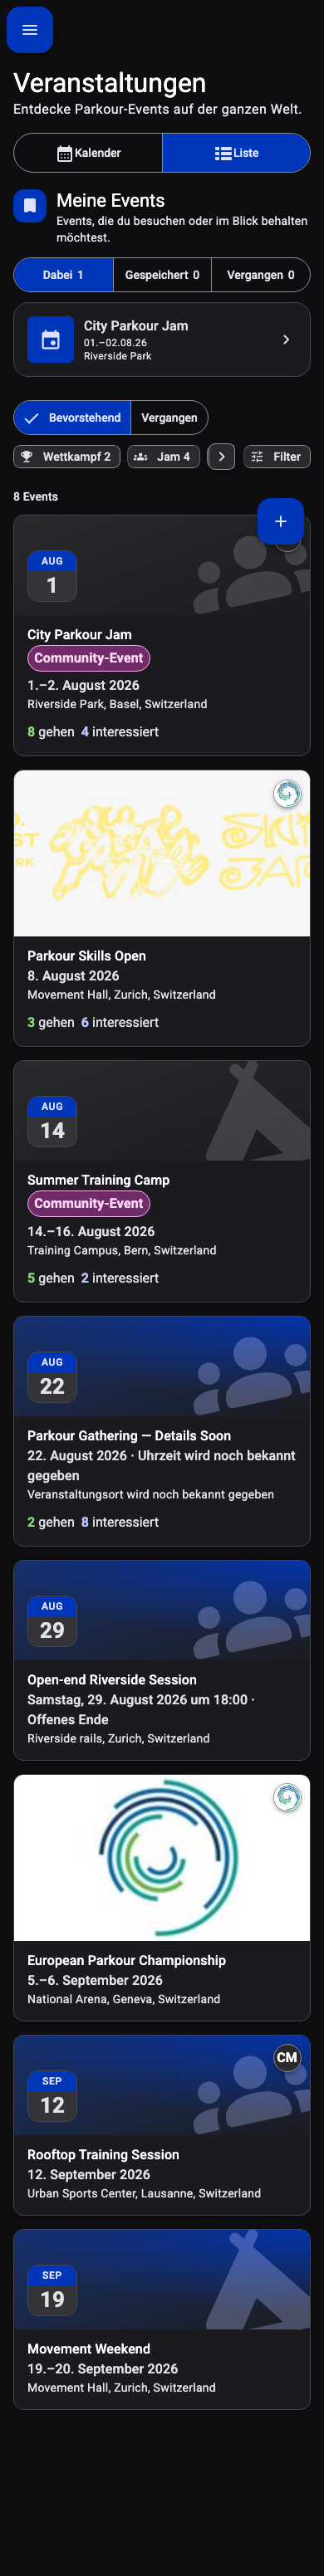 Veranstaltungen
Entdecke Parkour-Events auf der ganzen Welt.
Kalender
Liste
Meine Events
Events, die du besuchen oder im Blick behalten
möchtest.
Dabei 1
Gespeichert 0
Vergangen 0
City Parkour Jam
01.–02.08.26
Riverside Park
Bevorstehend
Vergangen
Wettkampf 2
Jam 4
Filter
8 Events
AUG
1
City Parkour Jam
Community-Event
1.–2. August 2026
Riverside Park, Basel, Switzerland
8 gehen 4 interessiert
Parkour Skills Open
8. August 2026
Movement Hall, Zurich, Switzerland
3 gehen 6 interessiert
AUG
14
Summer Training Camp
Community-Event
14.–16. August 2026
Training Campus, Bern, Switzerland
5 gehen 2 interessiert
AUG
22
Parkour Gathering — Details Soon
22. August 2026 · Uhrzeit wird noch bekannt
gegeben
Veranstaltungsort wird noch bekannt gegeben
2 gehen 8 interessiert
AUG
29
Open-end Riverside Session
Samstag, 29. August 2026 um 18:00 ·
Offenes Ende
Riverside rails, Zurich, Switzerland
European Parkour Championship
5.–6. September 2026
National Arena, Geneva, Switzerland
CM
SEP
12
Rooftop Training Session
12. September 2026
Urban Sports Center, Lausanne, Switzerland
SEP
19
Movement Weekend
19.–20. September 2026
Movement Hall, Zurich, Switzerland